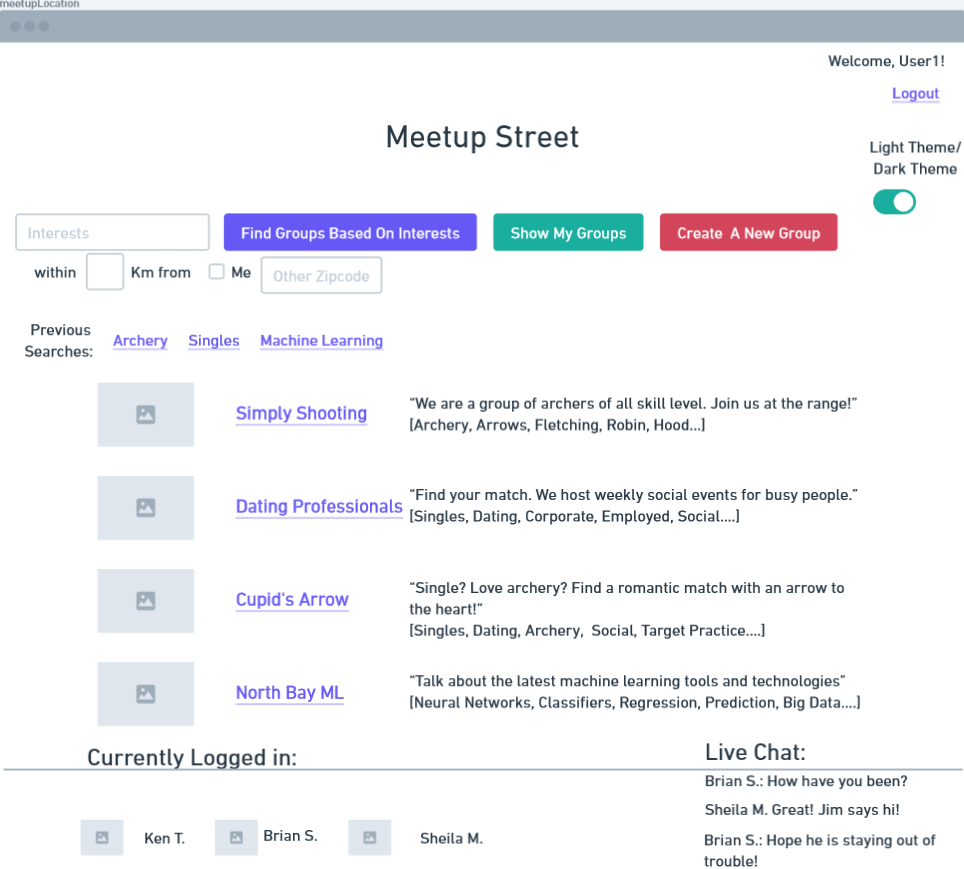 meetupLocation
Welcome, User1!
Logout
Meetup Street
Light Theme/
Dark Theme
Interests
Find Groups Based On Interests
Show My Groups
Create  A New Group
within
Km from
Me
Other Zipcode
Previous
Searches:
Archery
Singles
Machine Learning
Simply Shooting
“We are a group of archers of all skill level. Join us at the range!”
[Archery, Arrows, Fletching, Robin, Hood...]
Dating Professionals
“Find your match. We host weekly social events for busy people.”
[Singles, Dating, Corporate, Employed, Social....]
Cupid's Arrow
“Single? Love archery? Find a romantic match with an arrow to
the heart!”
[Singles, Dating, Archery,  Social, Target Practice....]
North Bay ML
“Talk about the latest machine learning tools and technologies”
[Neural Networks, Classifiers, Regression, Prediction, Big Data....]
Currently Logged in:
Ken T.
Brian S.
Sheila M.
Live Chat:
Brian S.: How have you been?
Sheila M. Great! Jim says hi!
Brian S.: Hope he is staying out of
trouble!